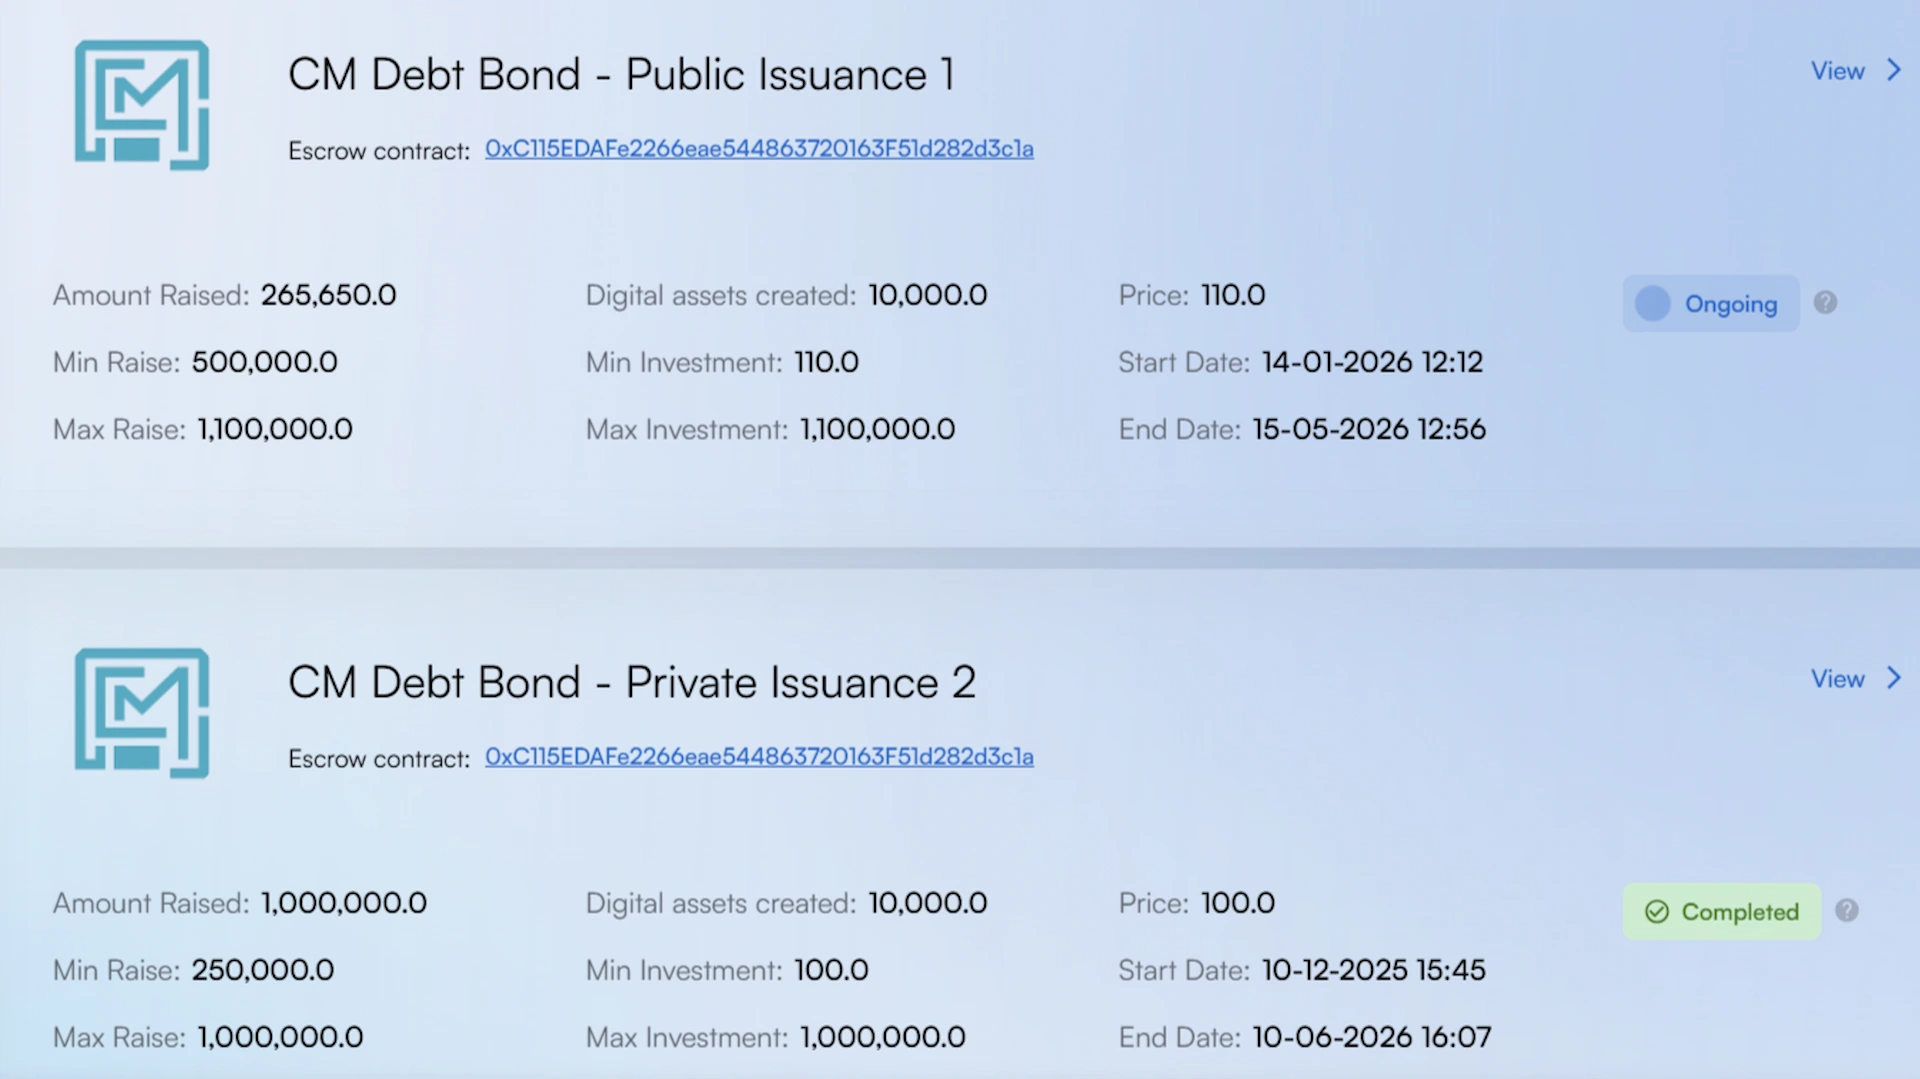 CM Debt Bond - Public Issuance 1
View
Escrow contract: 0xC115EDAFe2266eae544863720163F51d282d3c1a
Amount Raised: 265,650.0
Digital assets created: 10,000.0
Price: 110.0
Ongoing
?
Min Raise: 500,000.0
Min Investment: 110.0
Start Date: 14-01-2026 12:12
Max Raise: 1,100,000.0
Max Investment: 1,100,000.0
End Date: 15-05-2026 12:56
CM Debt Bond - Private Issuance 2
View
Escrow contract: 0xC115EDAFe2266eae544863720163F51d282d3c1a
Amount Raised: 1,000,000.0
Digital assets created: 10,000.0
Price: 100.0
Completed
?
Min Raise: 250,000.0
Min Investment: 100.0
Start Date: 10-12-2025 15:45
Max Raise: 1,000,000.0
Max Investment: 1,000,000.0
End Date: 10-06-2026 16:07